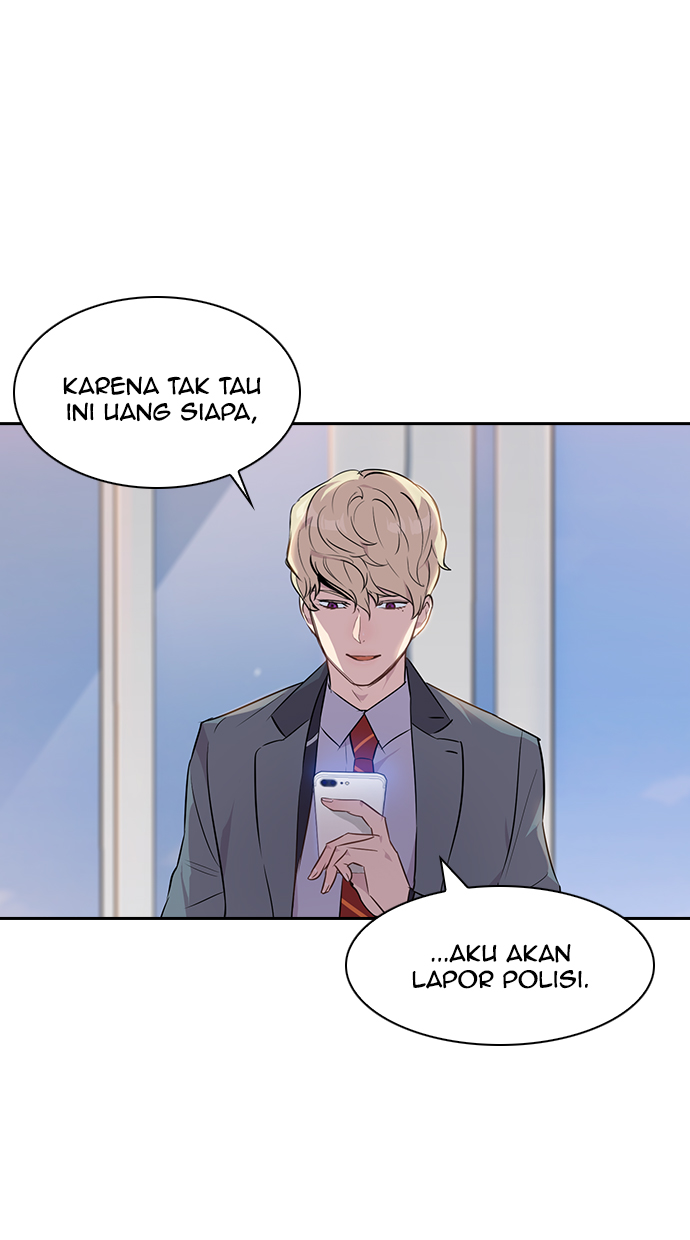 KARENA TAK TAU
INI UANG SIAPA,
...AKU AKAN
LAPOR POLISI.